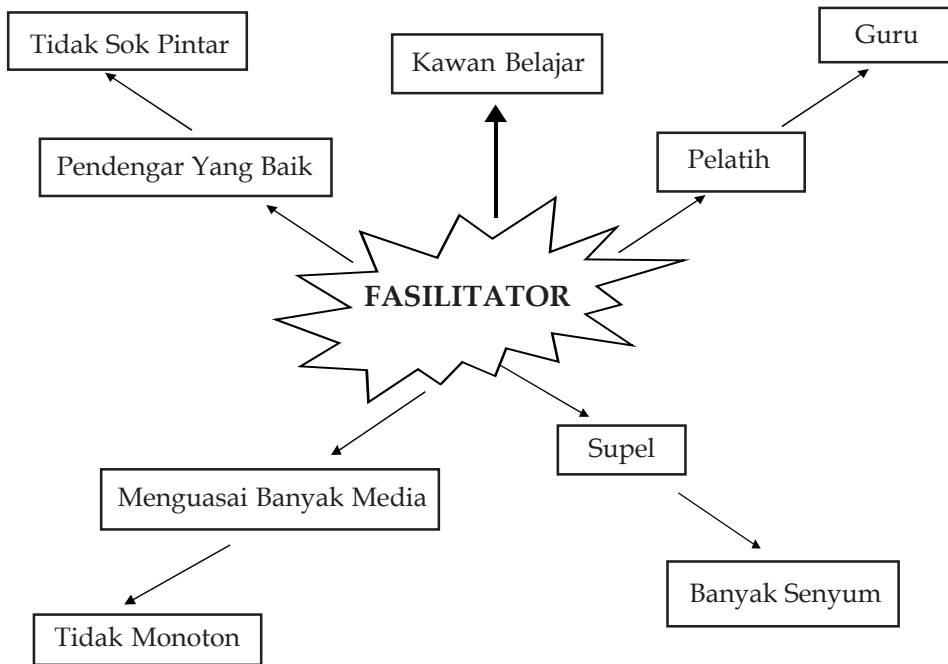 Tidak Sok Pintar
Kawan Belajar
Guru
Pendengar Yang Baik
Pelatih
FASILITATOR
Supel
Menguasai Banyak Media
Banyak Senyum
Tidak Monoton